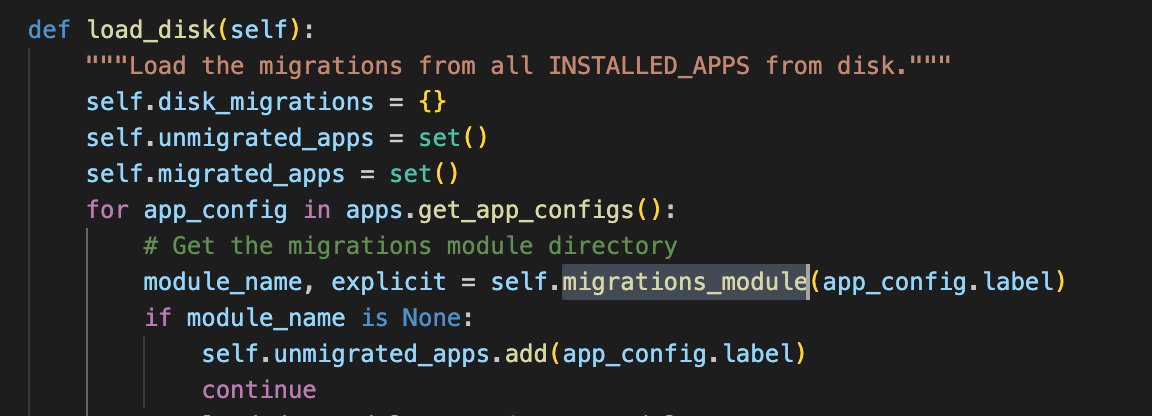 def load_disk(self):
"""Load the migrations from all INSTALLED_APPS from disk."""
self.disk_migrations = {}
self.unmigrated_apps = set()
self.migrated_apps = set()
for app_config in apps.get_app_configs():
# Get the migrations module directory
module_name, explicit = self.migrations_module(app_config.label)
if module_name is None:
self.unmigrated_apps.add(app_config.label)
continue